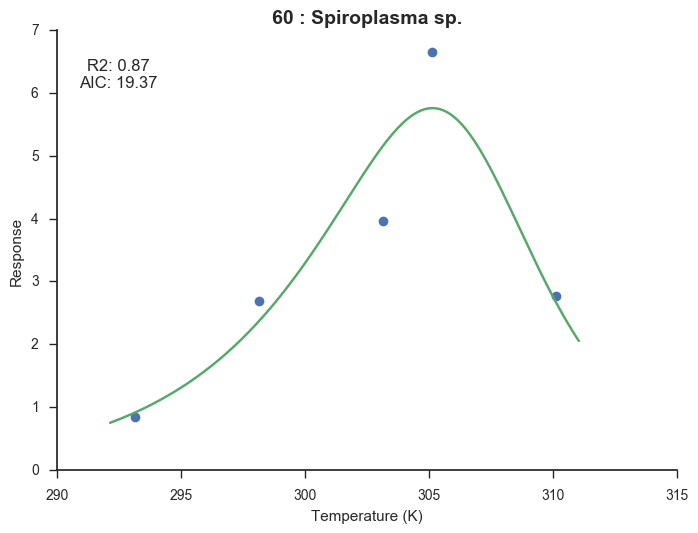 60 : Spiroplasma sp.
R2: 0.87
AIC: 19.37
7
6
5
4
3
2
1
0
Response
290 295 300 305 310 315
Temperature (K)